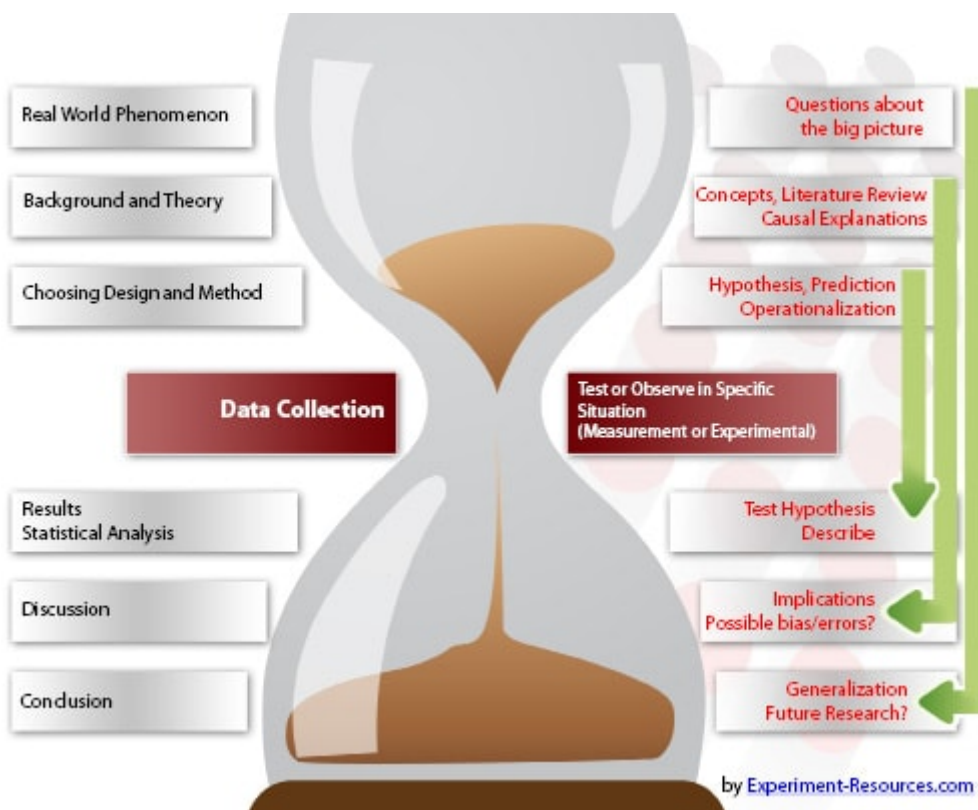 Real World Phenomenon
Questions about
the big picture
Background and Theory
Concepts, Literature Review
Causal Explanations
Choosing Design and Method
Hypothesis, Prediction
Operationalization
Data Collection
Test or Observe in Specific
Situation
(Measurement or Experimental)
Results
Statistical Analysis
Test Hypothesis
Describe
Discussion
Implications
Possible bias/errors?
Conclusion
Generalization
Future Research?
by Experiment-Resources.com